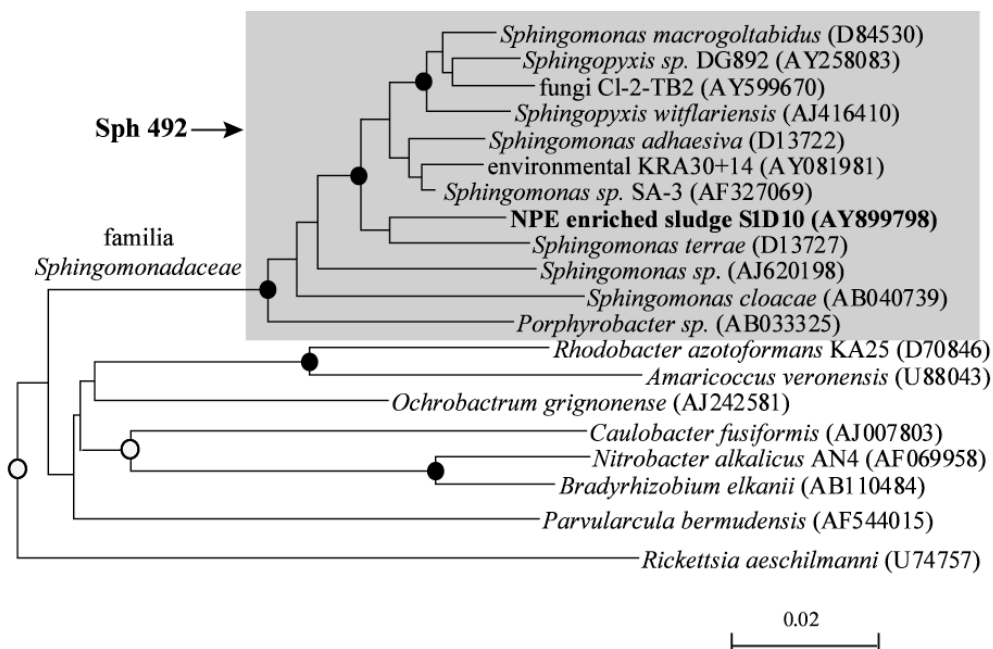 Sphingomonas macrogoltabidus (D84530)
Sphingopyxis sp. DG892 (AY258083)
fungi Cl-2-TB2 (AY599670)
Sphingopyxis witflariensis (AJ416410)
Sph 492
Sphingomonas adhaesiva (D13722)
environmental KRA30+14 (AY081981)
Sphingomonas sp. SA-3 (AF327069)
NPE enriched sludge S1D10 (AY899798)
familia
Sphingomonadaceae
Sphingomonas terrae (D13727)
Sphingomonas sp. (AJ620198)
Sphingomonas cloacae (AB040739)
Porphyrobacter sp. (AB033325)
Rhodobacter azotoformans KA25 (D70846)
Amaricoccus veronensis (U88043)
Ochrobactrum grignonense (AJ242581)
Caulobacter fusiformis (AJ007803)
Nitrobacter alkalicus AN4 (AF069958)
Bradyrhizobium elkanii (AB110484)
Parvularcula bermudensis (AF544015)
Rickettsia aeschilmanni (U74757)
0.02